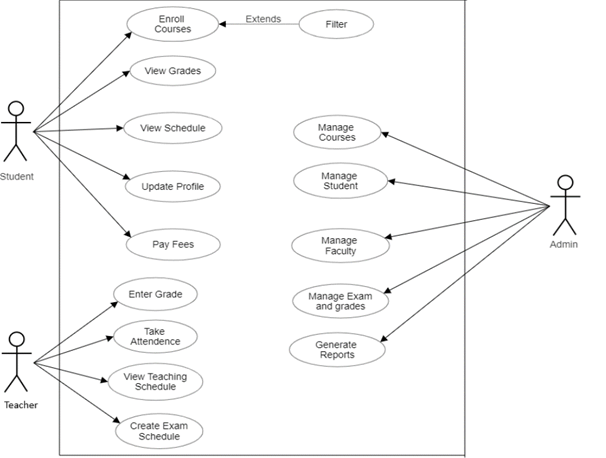 Enroll
Courses
Extends
Filter
View Grades
View Schedule
Student
Update Profile
Pay Fees
Manage
Courses
Manage
Student
Manage
Faculty
Manage Exam
and grades
Generate
Reports
Admin
Enter Grade
Take
Attendence
View Teaching
Schedule
Create Exam
Schedule
Teacher